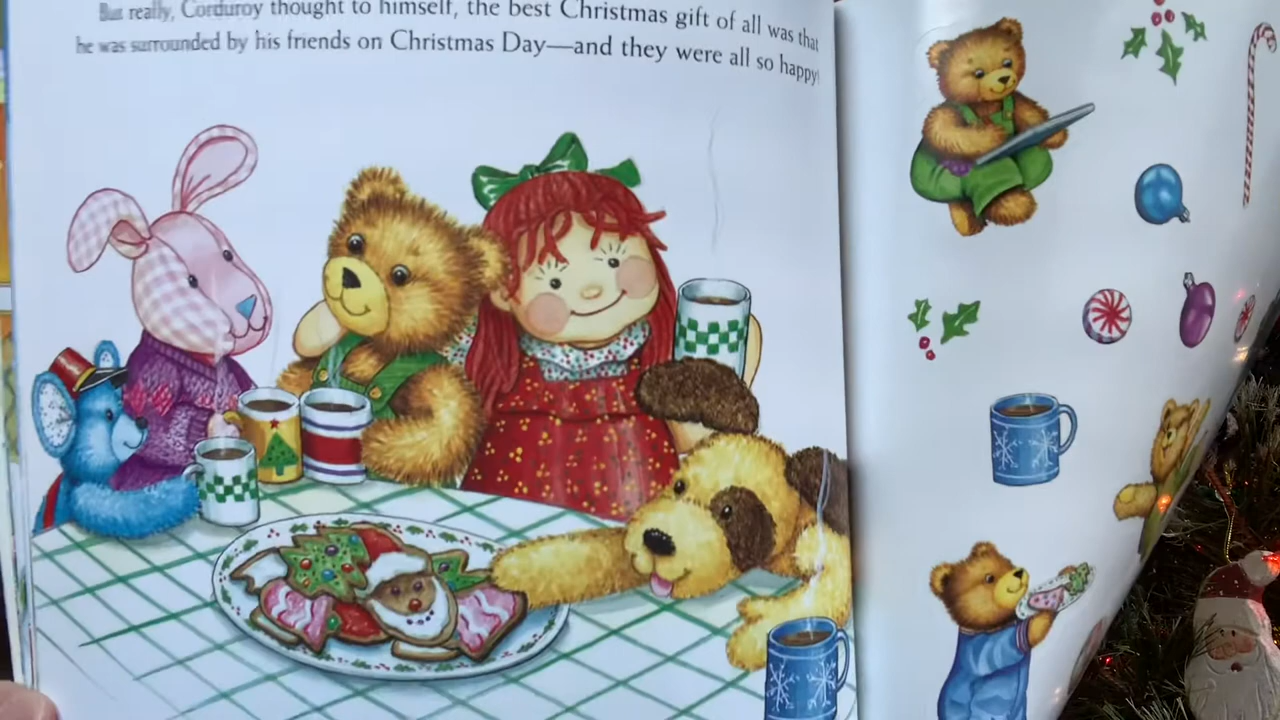 But really, Corduroy thought to himself, the best Christmas gift of all was that
he was surrounded by his friends on Christmas Day—and they were all so happy!